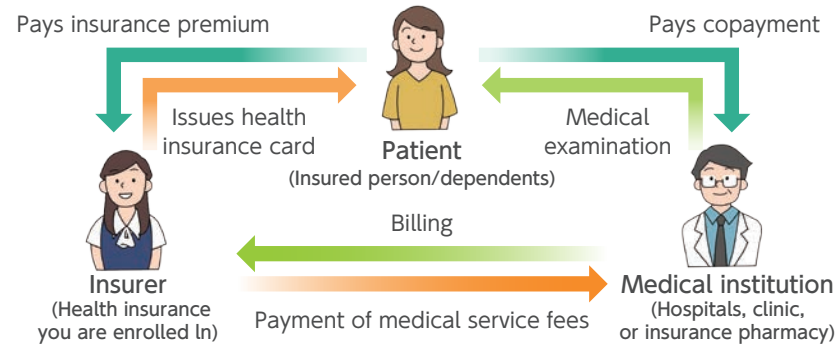 Pays insurance premium
Pays copayment
Issues health
insurance card
Medical
examination
Patient
(Insured person/dependents)
Billing
Insurer
(Health insurance
you are enrolled ln)
Medical institution
(Hospitals, clinic,
or insurance pharmacy)
Payment of medical service fees